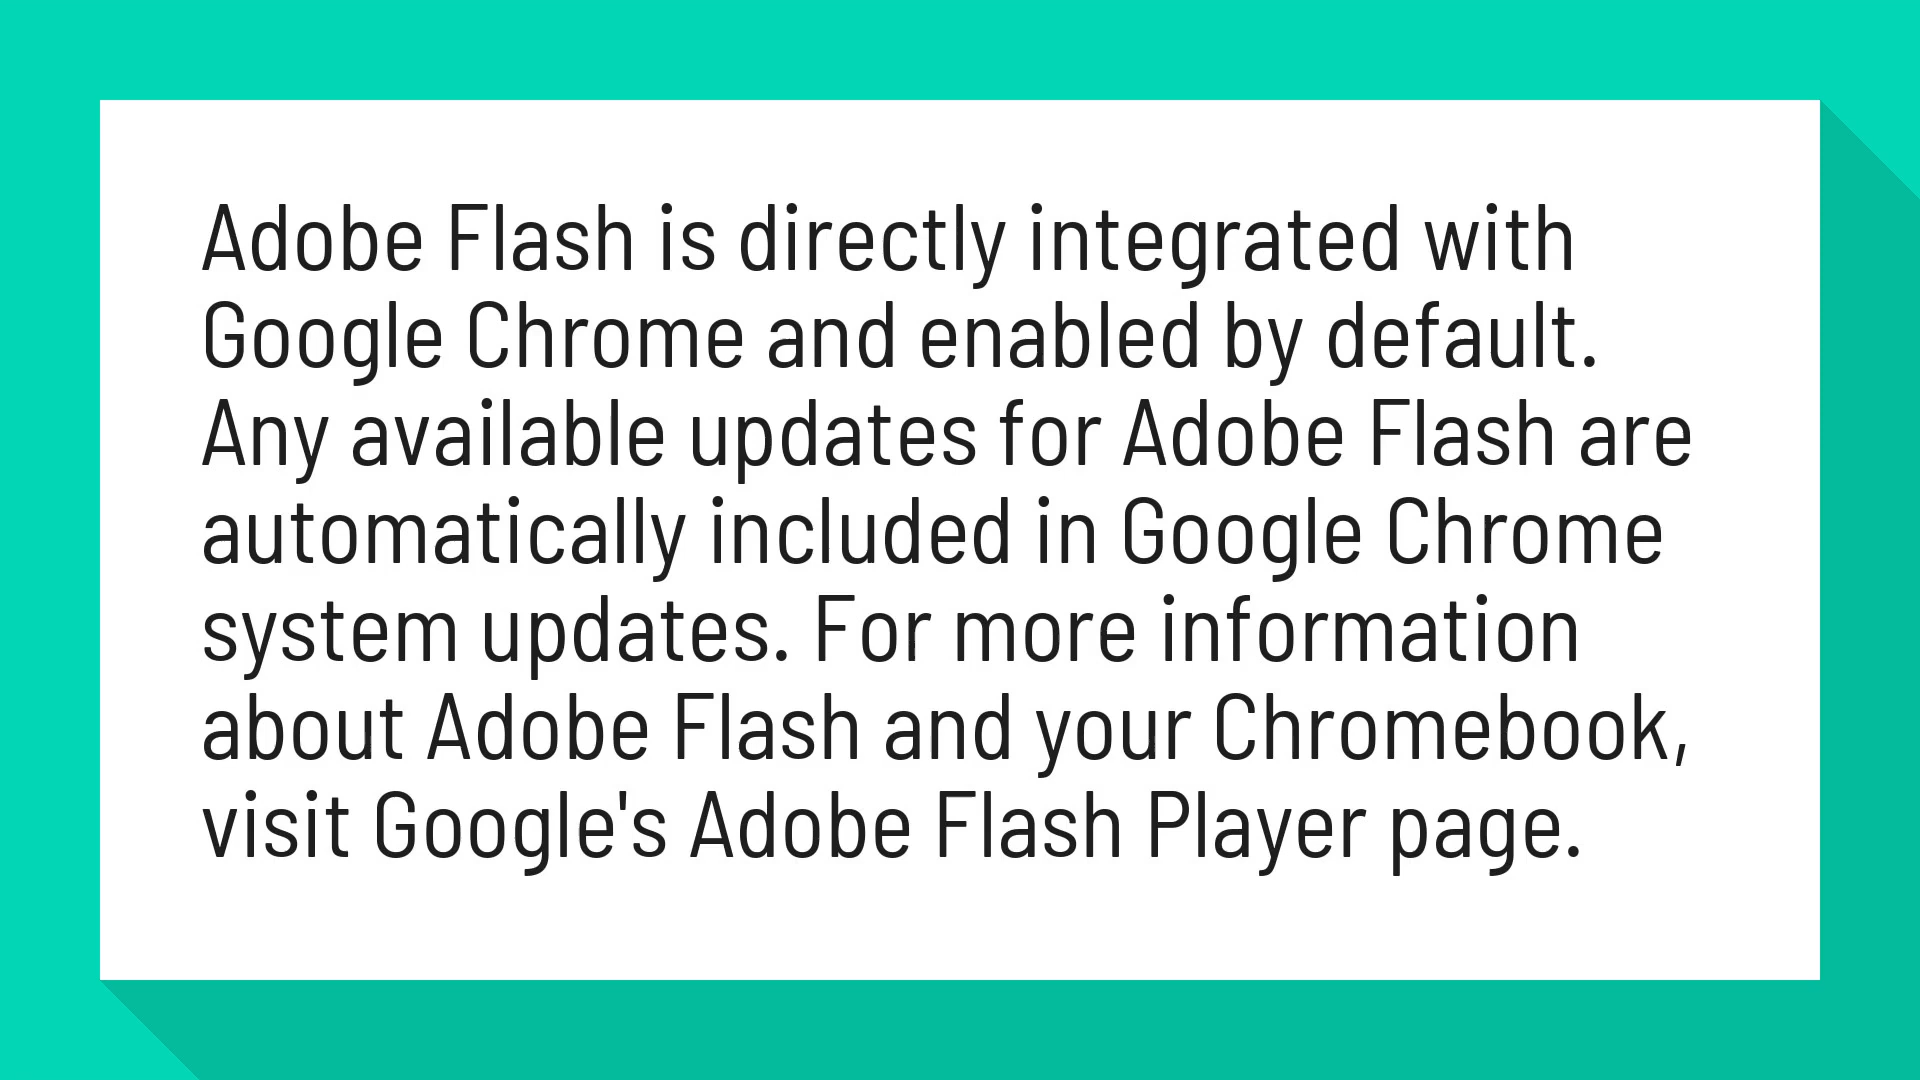 Adobe Flash is directly integrated with
Google Chrome and enabled by default.
Any available updates for Adobe Flash are
automatically included in Google Chrome
system updates. For more information
about Adobe Flash and your Chromebook,
visit Google's Adobe Flash Player page.